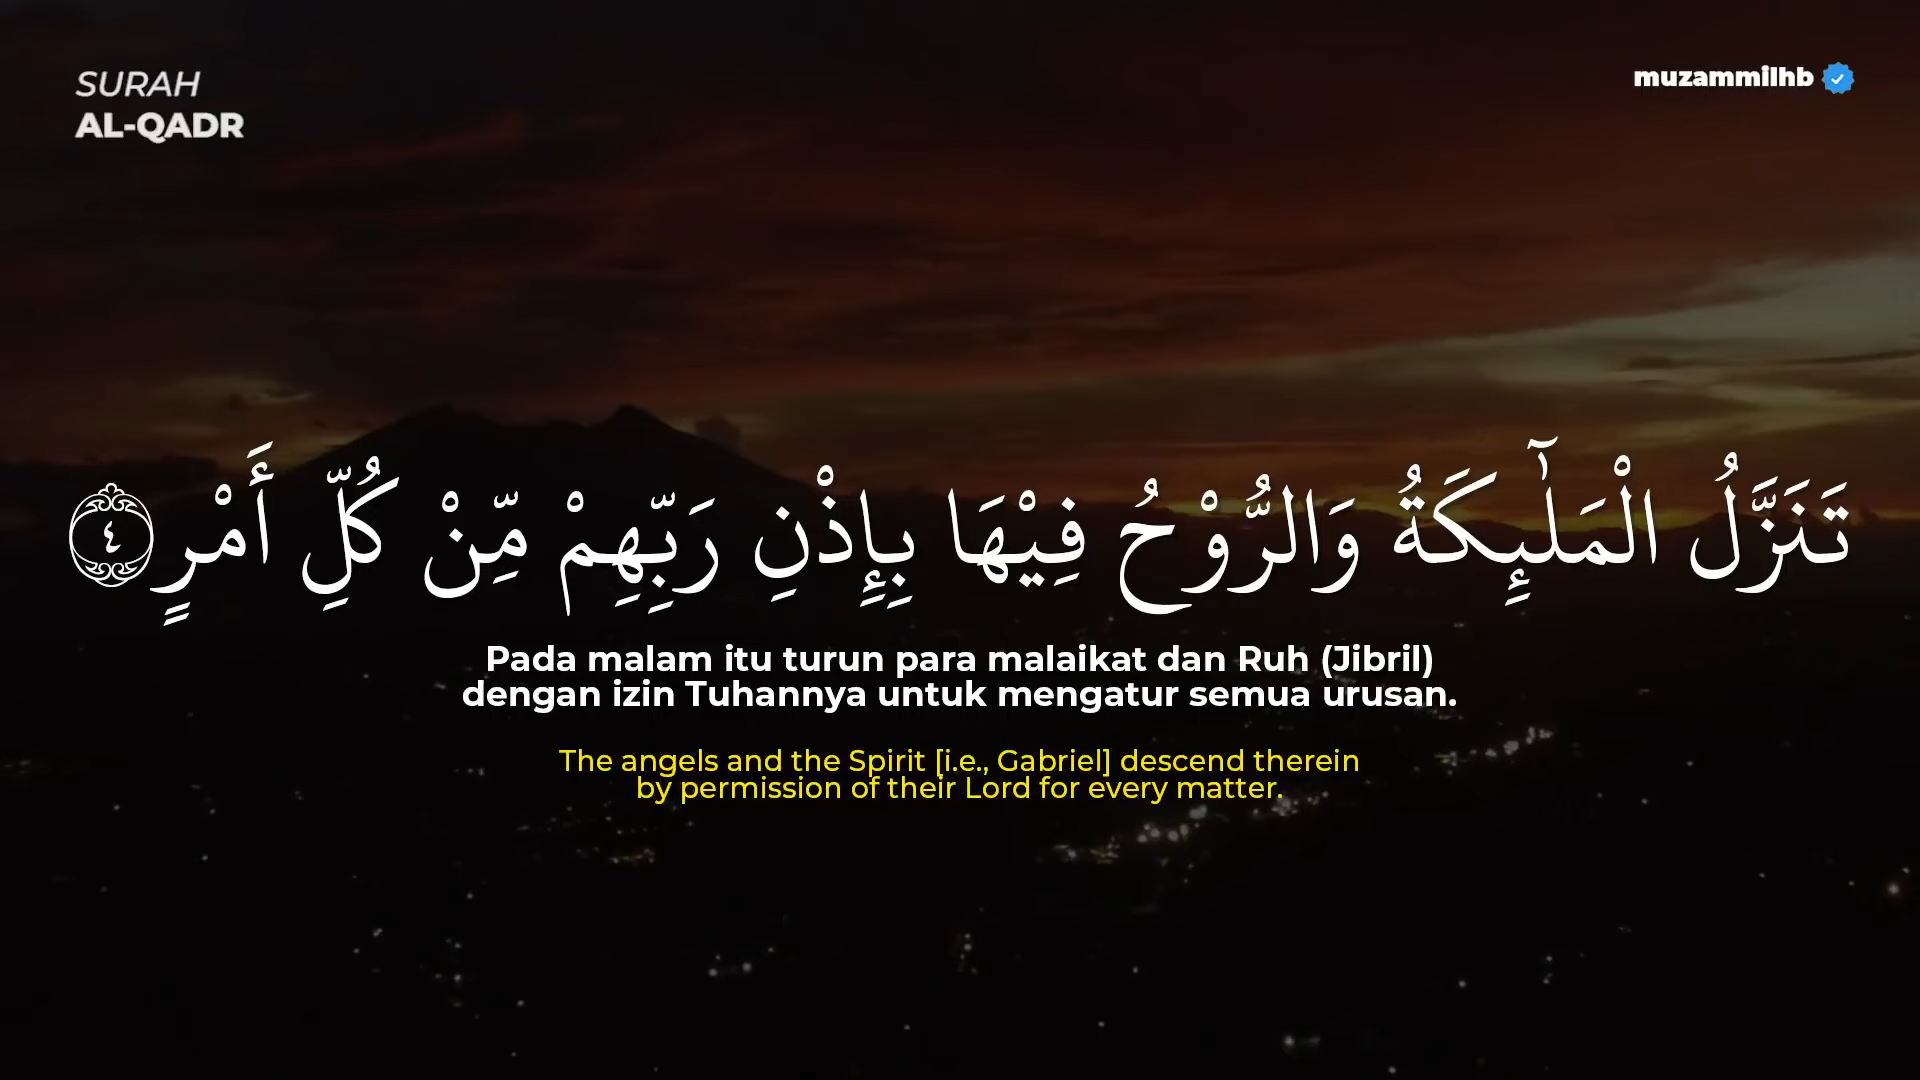 SURAH
AL-QADR
muzammilhb
تَنَزَّلُ الْمَلٰۤىِٕكَةُ وَالرُّوْحُ فِيْهَا بِاِذْنِ رَبِّهِمْ مِّنْ كُلِّ أَمْرٍ ٤
Pada malam itu turun para malaikat dan Ruh (Jibril)
dengan izin Tuhannya untuk mengatur semua urusan.
The angels and the Spirit [i.e., Gabriel] descend therein
by permission of their Lord for every matter.